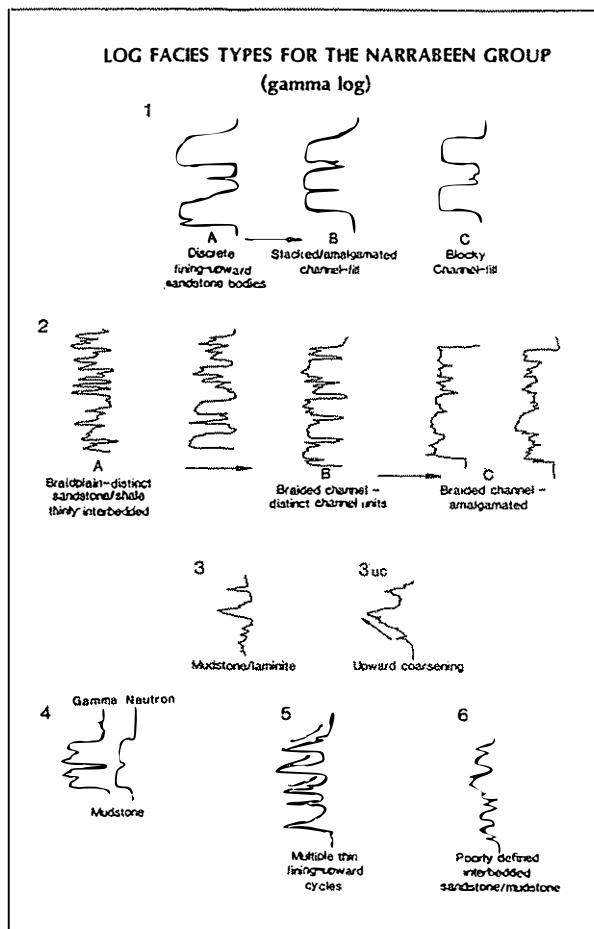 LOG FACIES TYPES FOR THE NARRABEEN GROUP
(gamma log)
1
A
Discrete
fining-upward
sandstone bodies
B
Stacked/amalgamated
channel-fill
C
Blocky
Channel-fill
2
A
Braidplain-distinct
sandstone/shale
thinly interbedded
B
Braided channel -
distinct channel units
C
Braided channel -
amalgamated
3
Mudstone/laminite
3 uc
Upward coarsening
4
Gamma Neutron
Mudstone
5
Multiple thin
fining-upward
cycles
6
Poorly defined
interbedded
sandstone/mudstone